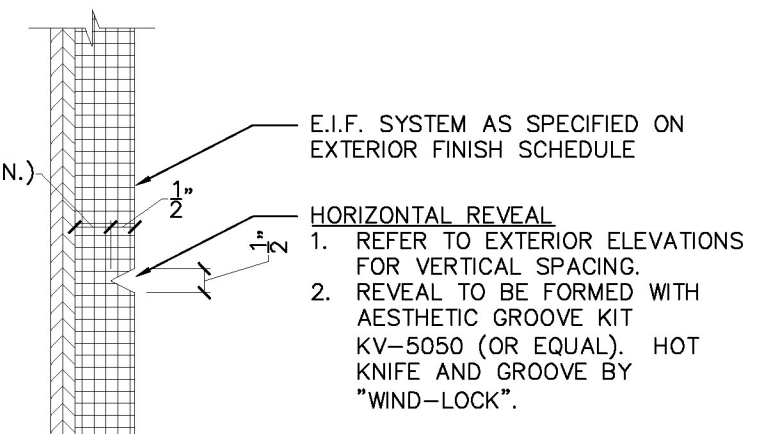 E.I.F. SYSTEM AS SPECIFIED ON
EXTERIOR FINISH SCHEDULE
N.)
1/2"
1/2"
HORIZONTAL REVEAL
1. REFER TO EXTERIOR ELEVATIONS
FOR VERTICAL SPACING.
2. REVEAL TO BE FORMED WITH
AESTHETIC GROOVE KIT
KV-5050 (OR EQUAL). HOT
KNIFE AND GROOVE BY
"WIND-LOCK".